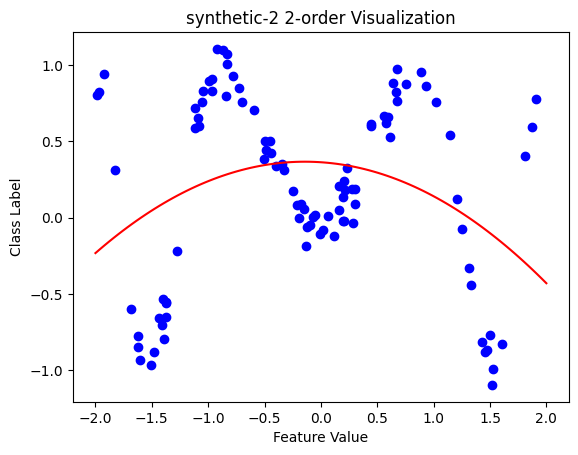 synthetic-2 2-order Visualization
Class Label
1.0
0.5
0.0
−0.5
−1.0
−2.0 −1.5 −1.0 −0.5 0.0 0.5 1.0 1.5 2.0
Feature Value